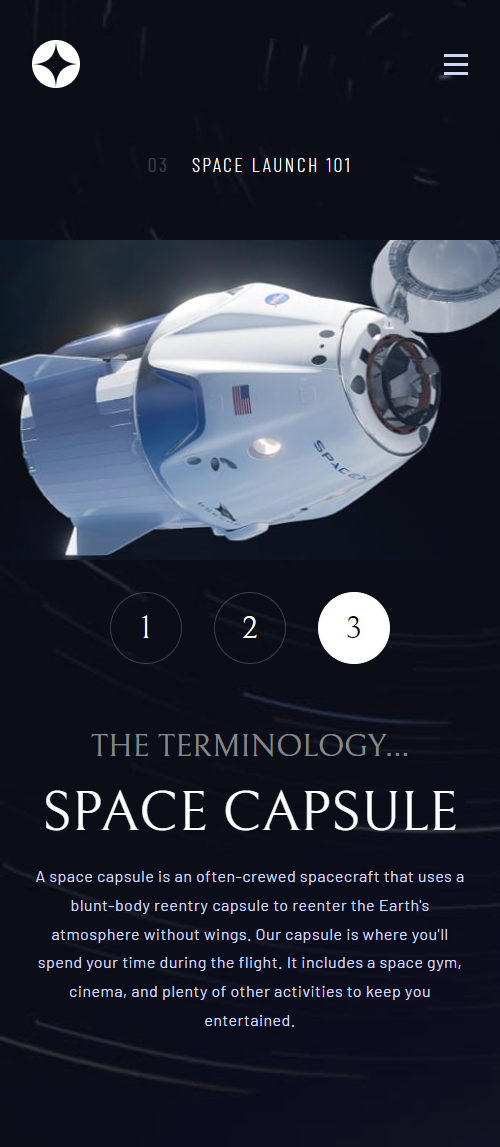 03 SPACE LAUNCH 101
SPACEX
1 2 3
THE TERMINOLOGY...
SPACE CAPSULE
A space capsule is an often-crewed spacecraft that uses a
blunt-body reentry capsule to reenter the Earth's
atmosphere without wings. Our capsule is where you'll
spend your time during the flight. It includes a space gym,
cinema, and plenty of other activities to keep you
entertained.